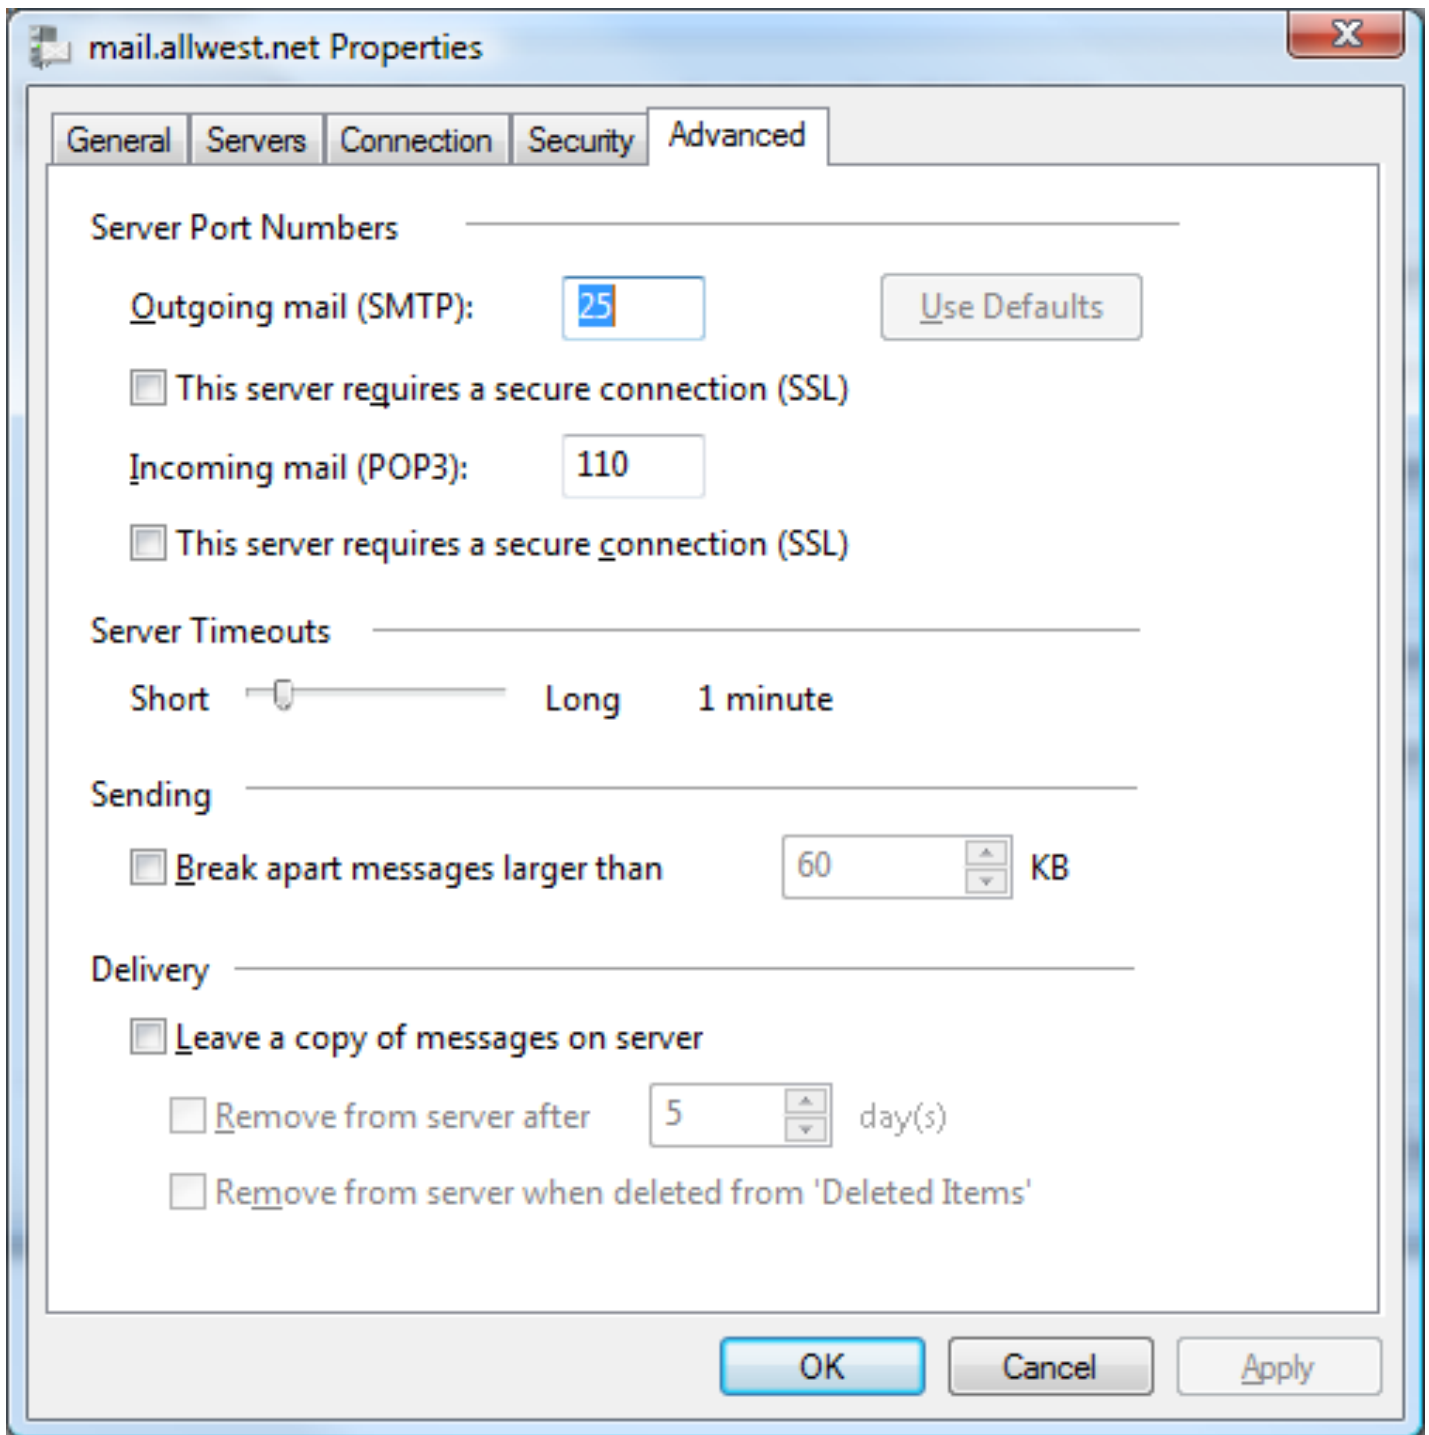 mail.allwest.net Properties
General Servers Connection Security Advanced
Server Port Numbers
Outgoing mail (SMTP): 25 Use Defaults
This server requires a secure connection (SSL)
Incoming mail (POP3): 110
This server requires a secure connection (SSL)
Server Timeouts
Short Long 1 minute
Sending
Break apart messages larger than 60 KB
Delivery
Leave a copy of messages on server
Remove from server after 5 day(s)
Remove from server when deleted from 'Deleted Items'
OK Cancel Apply